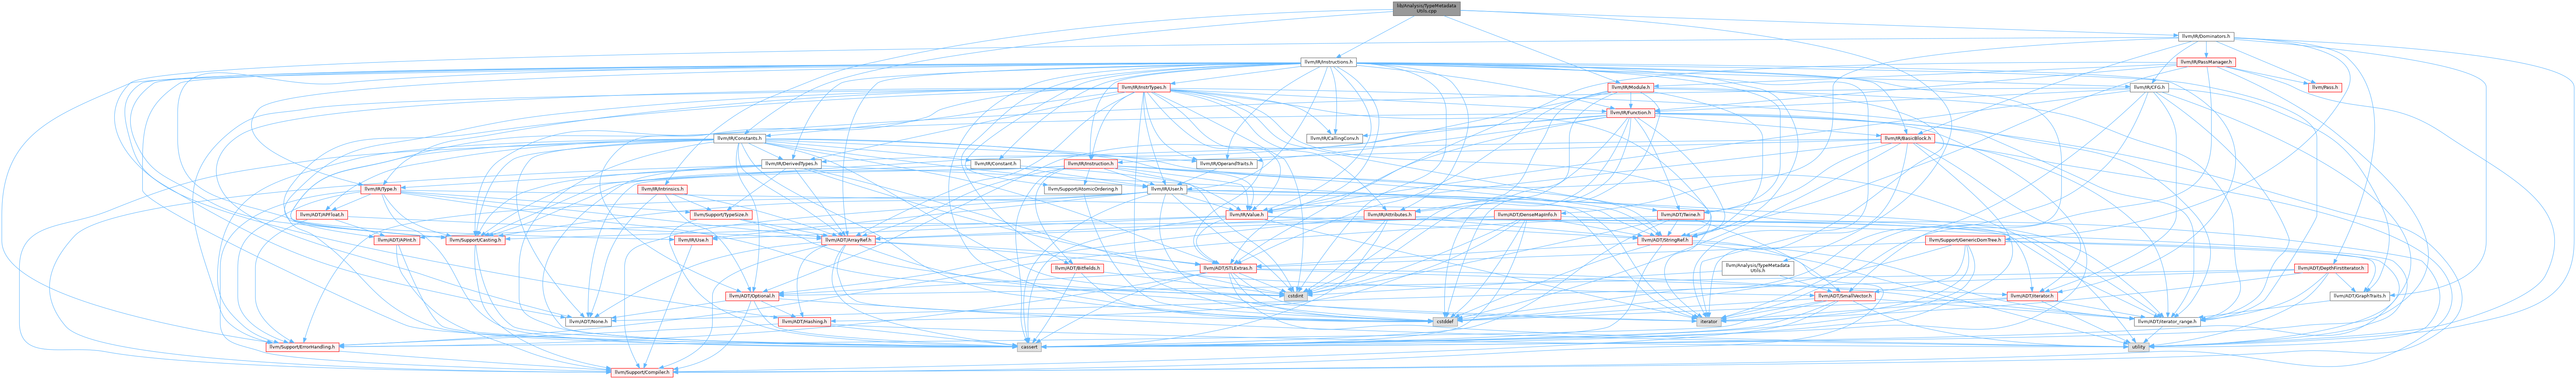 lib/Analysis/TypeMetadata
Utils.cpp
llvm/IR/Dominators.h
llvm/IR/Instructions.h
llvm/IR/PassManager.h
llvm/IR/InstrTypes.h
llvm/IR/Module.h
llvm/IR/CFG.h
llvm/Pass.h
llvm/IR/Function.h
llvm/IR/Constants.h
llvm/IR/CallingConv.h
llvm/IR/BasicBlock.h
llvm/IR/DerivedTypes.h
llvm/IR/Constant.h
llvm/IR/Instruction.h
llvm/IR/OperandTraits.h
llvm/IR/Type.h
llvm/IR/Intrinsics.h
llvm/Support/AtomicOrdering.h
llvm/IR/User.h
llvm/ADT/APFloat.h
llvm/Support/TypeSize.h
llvm/IR/Value.h
llvm/IR/Attributes.h
llvm/ADT/DenseMapInfo.h
llvm/ADT/Twine.h
llvm/ADT/APInt.h
llvm/Support/Casting.h
llvm/IR/Use.h
llvm/ADT/ArrayRef.h
llvm/ADT/StringRef.h
llvm/Support/GenericDomTree.h
llvm/ADT/Bitfields.h
llvm/ADT/STLExtras.h
llvm/Analysis/TypeMetadata
Utils.h
llvm/ADT/DepthFirstIterator.h
llvm/ADT/Optional.h
cstdint
llvm/ADT/SmallVector.h
llvm/ADT/iterator.h
llvm/ADT/GraphTraits.h
llvm/ADT/None.h
llvm/ADT/Hashing.h
cstddef
iterator
llvm/ADT/iterator_range.h
llvm/Support/ErrorHandling.h
cassert
utility
llvm/Support/Compiler.h